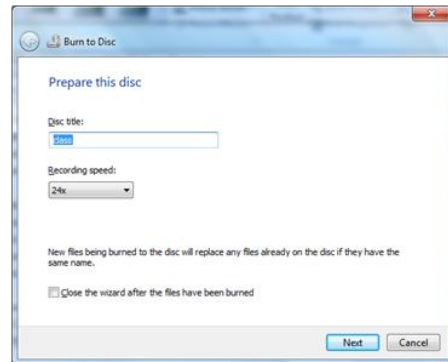 Burn to Disc
Prepare this disc
Disc title:
class
Recording speed:
24x
New files being burned to the disc will replace any files already on the disc if they have the
same name.
Close the wizard after the files have been burned
Next Cancel